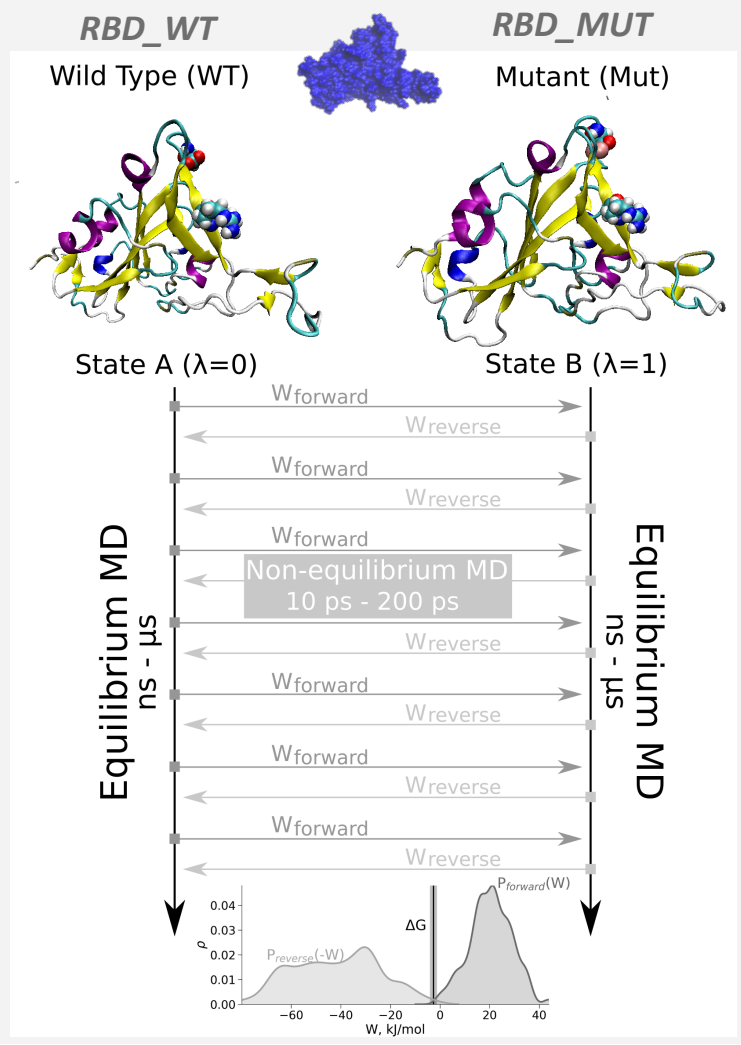 RBD_WT
RBD_MUT
Wild Type (WT)
Mutant (Mut)
State A (λ=0)
State B (λ=1)
Wforward
Wreverse
Wforward
Wreverse
Wforward
Non-equilibrium MD
10 ps - 200 ps
Wreverse
Wforward
Wreverse
Wforward
Wreverse
Wforward
Wreverse
Equilibrium MD
ns - µs
Equilibrium MD
ns - µs
Pforward(W)
ΔG
Preverse(-W)
ρ
0.04
0.03
0.02
0.01
0.00
−60 −40 −20 0 20 40
W, kJ/mol